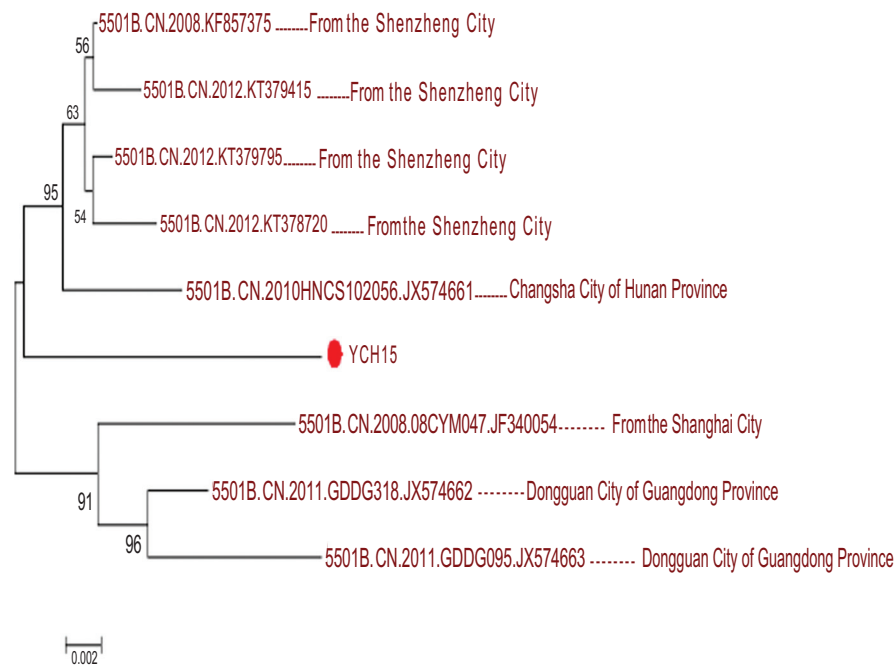 5501B.CN.2008.KF857375 --------From the Shenzheng City
56
5501B.CN.2012.KT379415 --------From the Shenzheng City
63
5501B.CN.2012.KT379795-------- From the Shenzheng City
95
54
5501B.CN.2012.KT378720 -------- Fromthe Shenzheng City
5501B.CN.2010HNCS102056.JX574661-------- Changsha City of Hunan Province
YCH15
5501B.CN.2008.08CYM047.JF340054-------- Fromthe Shanghai City
5501B.CN.2011.GDDG318.JX574662 --------Dongguan City of Guangdong Province
91
96
5501B.CN.2011.GDDG095.JX574663 -------- Dongguan City of Guangdong Province
0.002